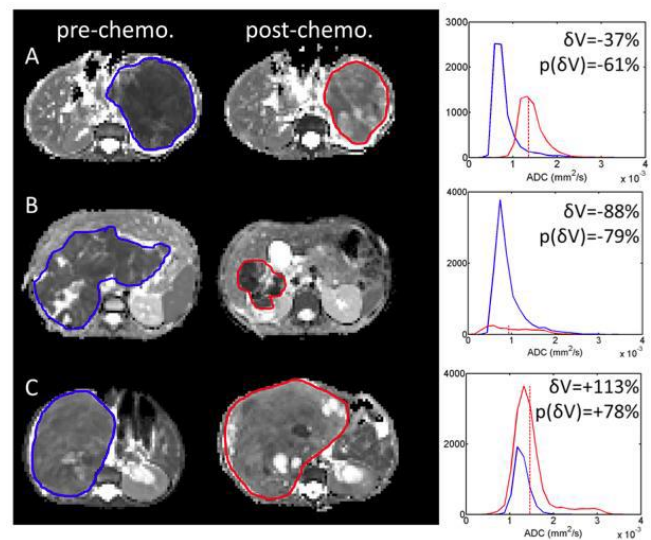 pre-chemo. post-chemo.
A
B
C
3000
2000
1000
0
0 1 2 3 4
ADC (mm²/s) x 10⁻³
δV=-37%
p(δV)=-61%
4000
2000
0
0 1 2 3 4
ADC (mm²/s) x 10⁻³
δV=-88%
p(δV)=-79%
4000
2000
0
0 1 2 3 4
ADC (mm²/s) x 10⁻³
δV=+113%
p(δV)=+78%